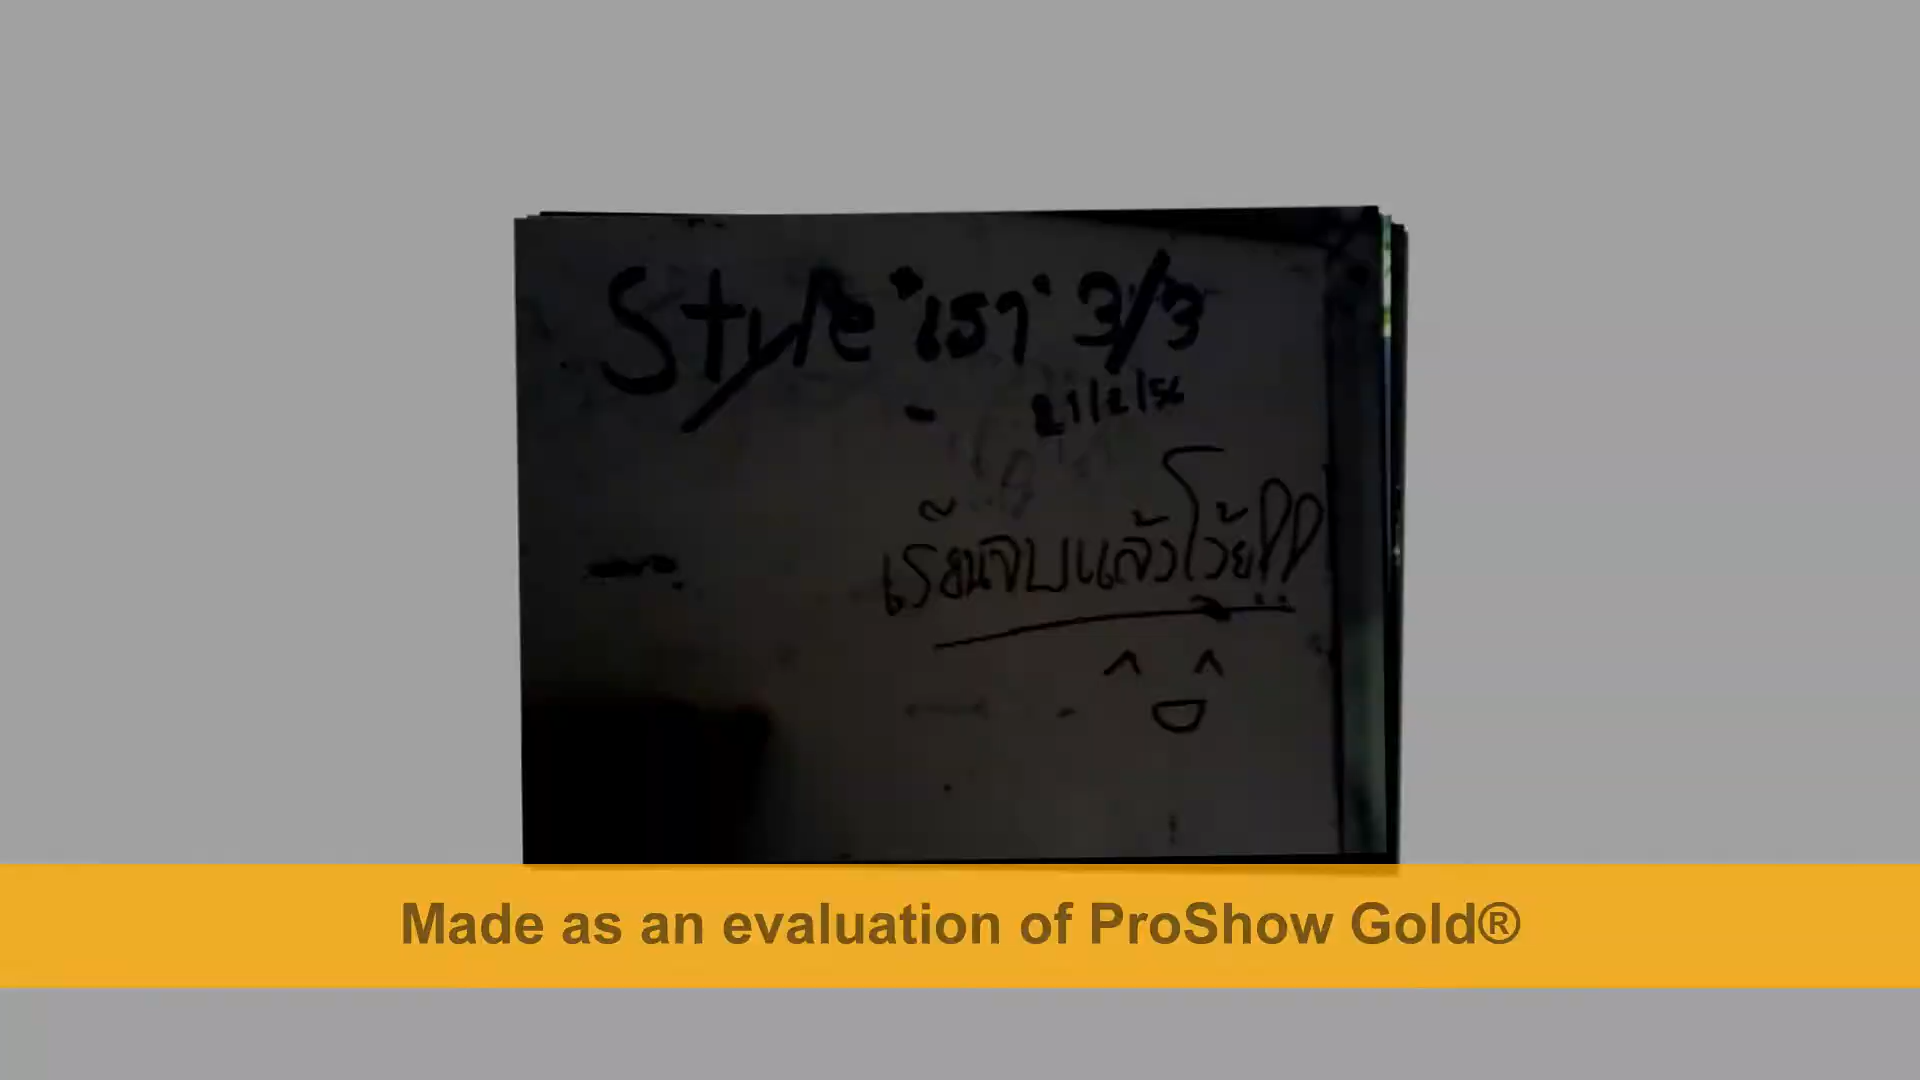 Style "เรา" 3/3
21/2/56
เรียนจบแล้วโว้ย!!
Made as an evaluation of ProShow Gold®